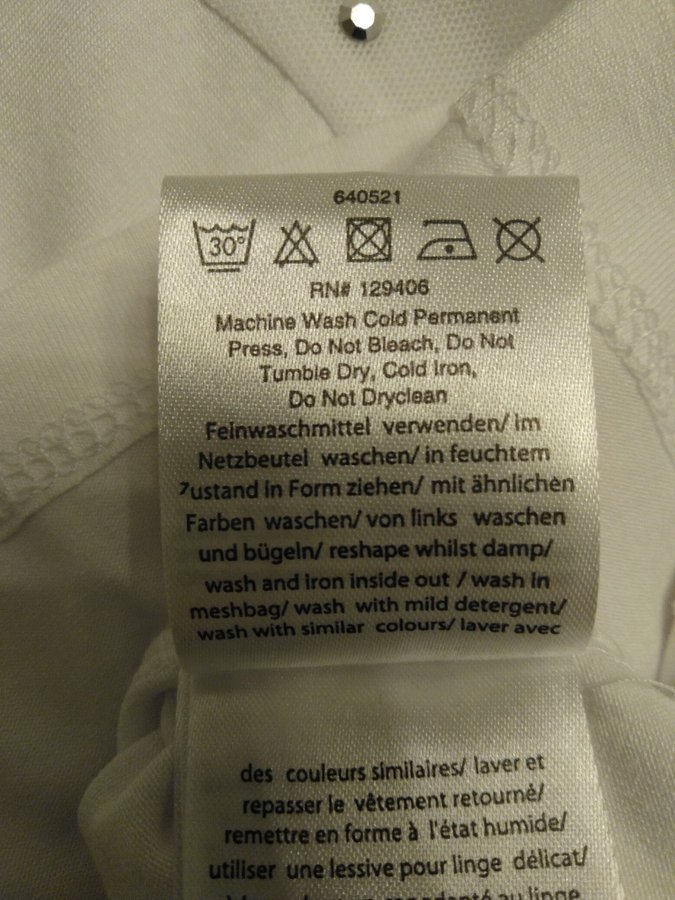 640521
30°
RN# 129406
Machine Wash Cold Permanent
Press, Do Not Bleach, Do Not
Tumble Dry, Cold Iron,
Do Not Dryclean
Feinwaschmittel verwenden/ im
Netzbeutel waschen/ in feuchtem
Zustand in Form ziehen/ mit ähnlichen
Farben waschen/ von links waschen
und bügeln/ reshape whilst damp/
wash and iron inside out / wash in
meshbag/ wash with mild detergent/
wash with similar colours/ laver avec
des couleurs similaires/ laver et
repasser le vêtement retourné/
remettre en forme à l'état humide/
utiliser une lessive pour linge délicat/
au linge